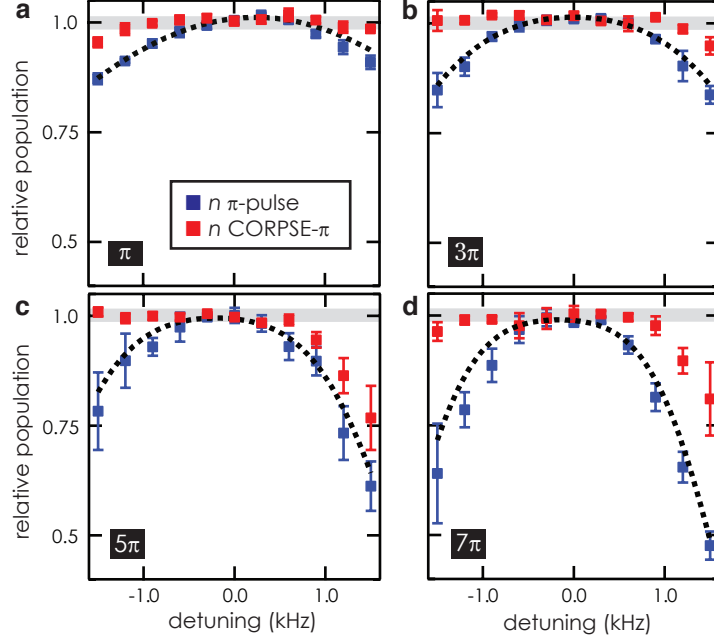 a
b
relative population
1.0
0.75
0.5
n π-pulse
n CORPSE-π
π
3π
c
d
relative population
1.0
0.75
0.5
5π
7π
-1.0 0.0 1.0 -1.0 0.0 1.0
detuning (kHz) detuning (kHz)